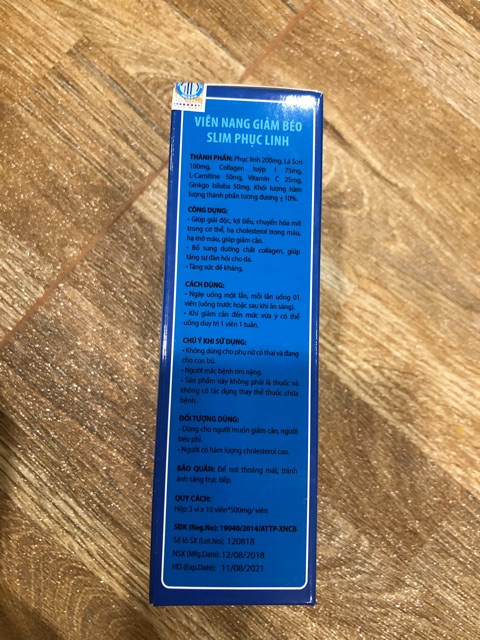 VIÊN NANG GIẢM BÉO
SLIM PHỤC LINH
THÀNH PHẦN: Phục linh 200mg, Lá Sơri
100mg, Collagen tuýp I 75mg,
L-Carnitine 50mg, Vitamin C 25mg,
Ginkgo biloba 50mg. Khối lượng hàm
lượng thành phần tương đương ± 10%.
CÔNG DỤNG:
• Giúp giải độc, lợi tiểu, chuyển hóa mỡ
trong cơ thể, hạ cholesterol trong máu,
hạ mỡ máu, giúp giảm cân.
• Bổ sung dưỡng chất collagen, giúp
tăng sự đàn hồi cho da.
• Tăng sức đề kháng.
CÁCH DÙNG:
• Ngày uống một lần, mỗi lần uống 01
viên (uống trước hoặc sau khi ăn sáng).
• Khi giảm cân đến mức vừa ý có thể
uống duy trì 1 viên 1 tuần.
CHÚ Ý KHI SỬ DỤNG:
• Không dùng cho phụ nữ có thai và đang
cho con bú.
• Người mắc bệnh tim nặng.
• Sản phẩm này không phải là thuốc và
không có tác dụng thay thế thuốc chữa
bệnh.
ĐỐI TƯỢNG DÙNG:
• Dùng cho người muốn giảm cân, người
béo phì.
• Người có hàm lượng cholesterol cao.
BẢO QUẢN: Để nơi thoáng mát, tránh
ánh sáng trực tiếp.
QUY CÁCH:
Hộp 3 vỉ x 10 viên*500mg/ viên
SĐK (Reg.No): 19040/2014/ATTP-XNCB
Số lô SX (Lut.No): 120818
NSX (Mfg.Date): 12/08/2018
HD (Exp.Date): 11/08/2021